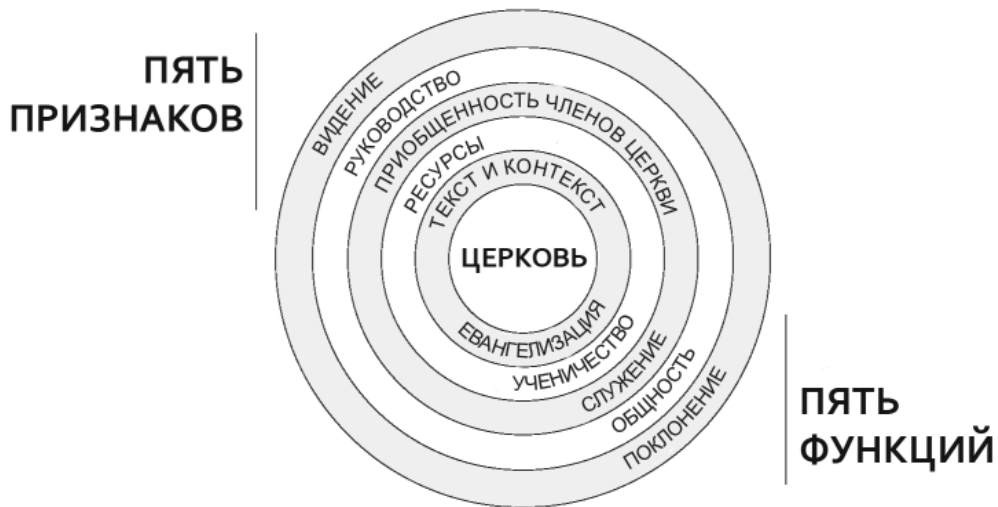 ПЯТЬ
ПРИЗНАКОВ
ВИДЕНИЕ
РУКОВОДСТВО
ПРИОБЩЕННОСТЬ ЧЛЕНОВ ЦЕРКВИ
РЕСУРСЫ
ТЕКСТ И КОНТЕКСТ
ЦЕРКОВЬ
ЕВАНГЕЛИЗАЦИЯ
УЧЕНИЧЕСТВО
СЛУЖЕНИЕ
ОБЩНОСТЬ
ПОКЛОНЕНИЕ
ПЯТЬ
ФУНКЦИЙ